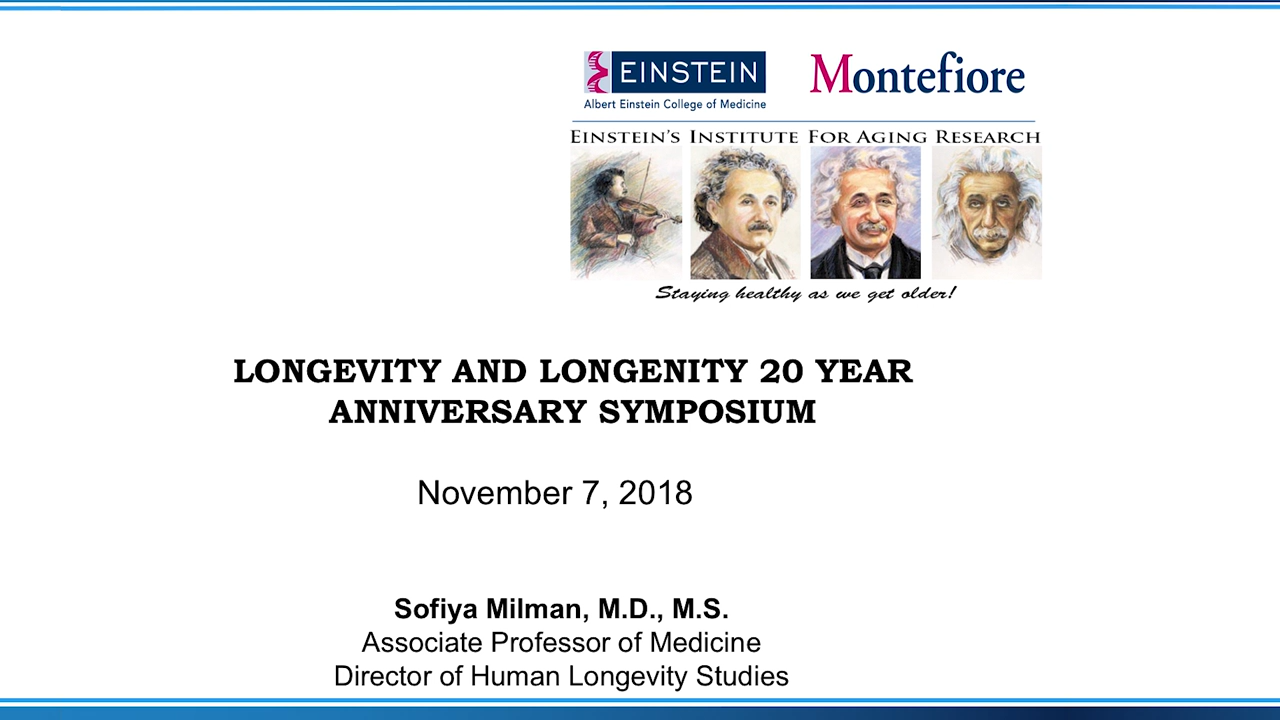 EINSTEIN
Albert Einstein College of Medicine
Montefiore
EINSTEIN'S INSTITUTE FOR AGING RESEARCH
Staying healthy as we get older!
LONGEVITY AND LONGENITY 20 YEAR
ANNIVERSARY SYMPOSIUM
November 7, 2018
Sofiya Milman, M.D., M.S.
Associate Professor of Medicine
Director of Human Longevity Studies